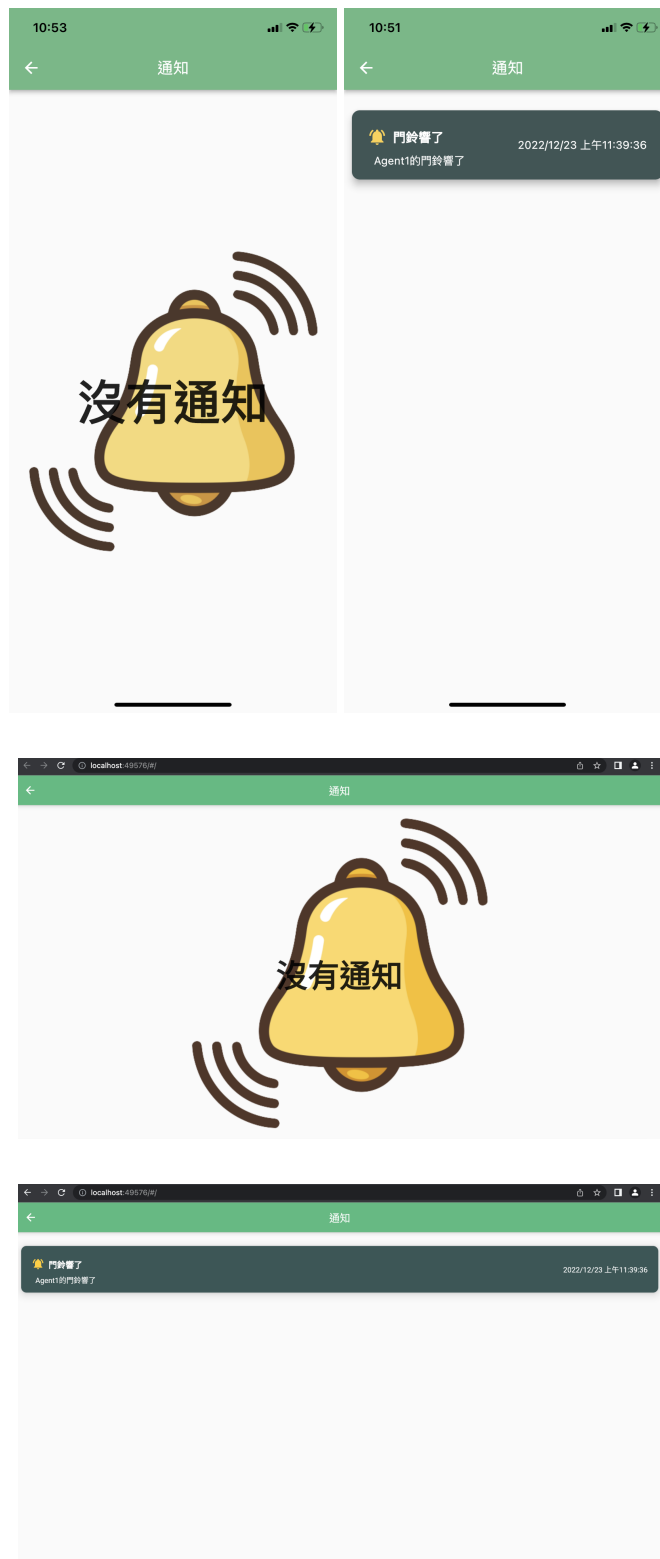 10:53
通知
沒有通知
10:51
通知
門鈴響了
2022/12/23 上午11:39:36
Agent1的門鈴響了
localhost:49576/#/
通知
沒有通知
localhost:49576/#/
通知
門鈴響了
2022/12/23 上午11:39:36
Agent1的門鈴響了